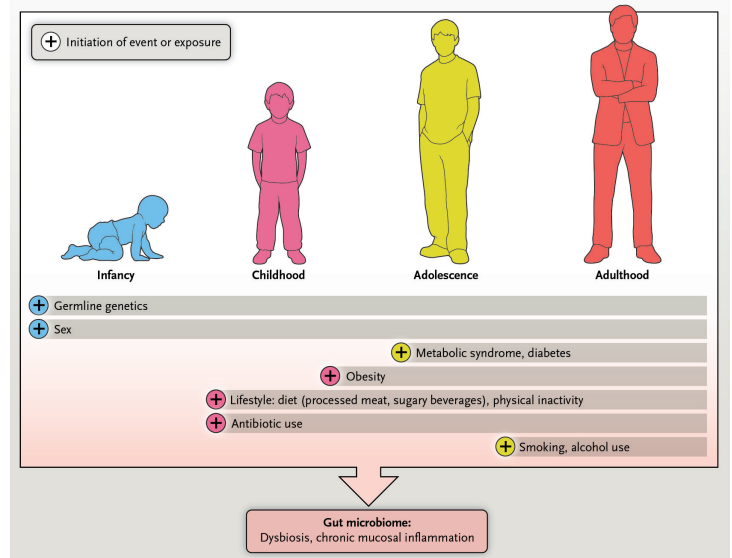 Initiation of event or exposure
Infancy
Childhood
Adolescence
Adulthood
Germline genetics
Sex
Metabolic syndrome, diabetes
Obesity
Lifestyle: diet (processed meat, sugary beverages), physical inactivity
Antibiotic use
Smoking, alcohol use
Gut microbiome:
Dysbiosis, chronic mucosal inflammation